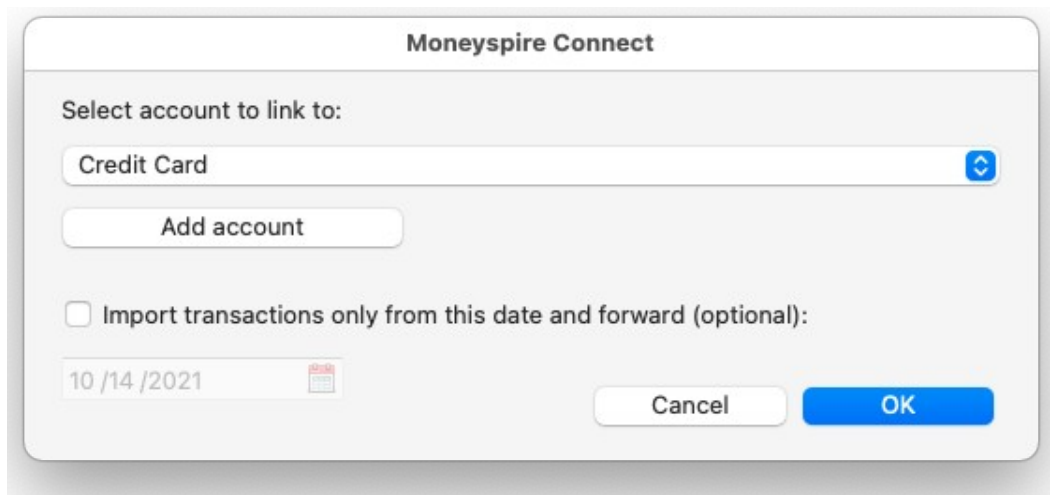 Moneyspire Connect
Select account to link to:
Credit Card
Add account
Import transactions only from this date and forward (optional):
10 /14 /2021
Cancel
OK